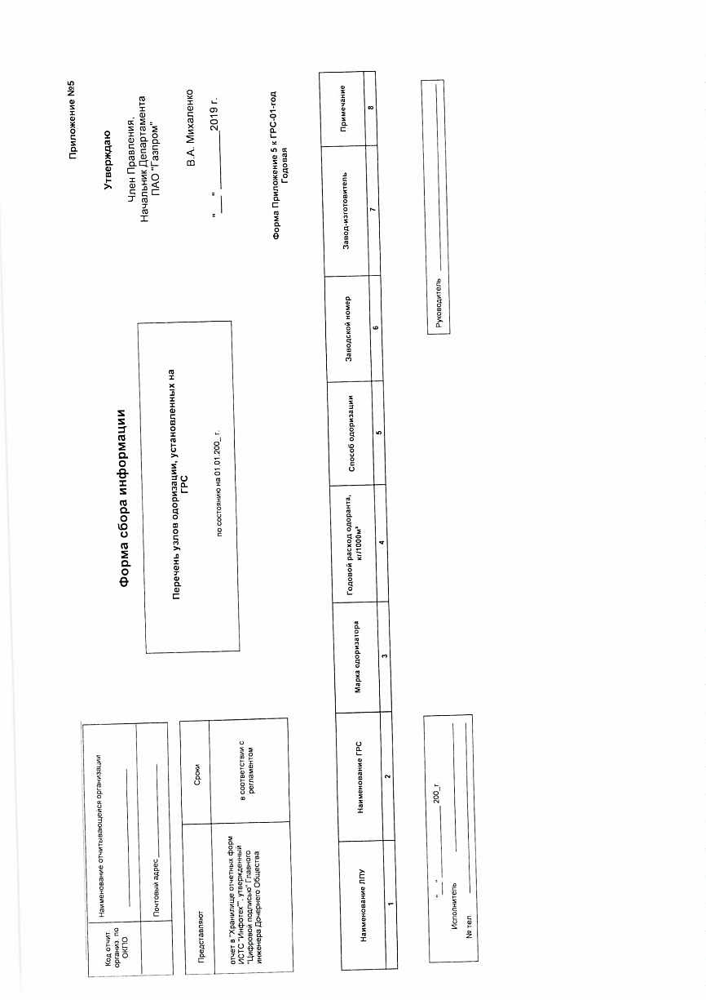 Приложение №5
Утверждаю
Член Правления,
Начальник Департамента
ПАО "Газпром"
В.А. Михаленко
"___" ____________ 2019 г.
Форма Приложение 5 к ГРС-01-год
Годовая
Форма сбора информации
Перечень узлов одоризации, установленных на
ГРС
по состоянию на 01.01.200_ г.
Код отчит.
организ. по
ОКПО
Наименование отчитывающейся организации
Почтовый адрес
Представляют
Сроки
отчет в "Хранилище отчетных форм
ИСТС "Инфотех"", утвержденный
"Цифровой подписью" Главного
инженера Дочернего Общества
в соответствии с
регламентом
Наименование ЛПУ
Наименование ГРС
Марка одоризатора
Годовой расход одоранта,
кг/1000м³
Способ одоризации
Заводской номер
Завод-изготовитель
Примечание
1 2 3 4 5 6 7 8
"___" ____________ 200_г.
Исполнитель
№ тел.
Руководитель